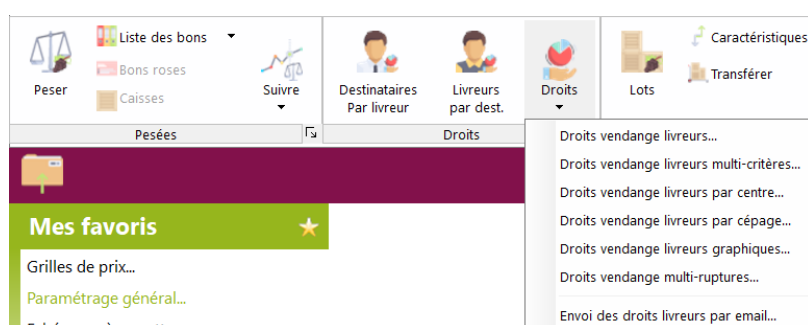 Liste des bons
Bons roses
Caisses
Peser
Suivre
Pesées
Destinataires
Par livreur
Livreurs
par dest.
Droits
Droits
Lots
Caractéristiques
Transférer
Droits vendange livreurs...
Droits vendange livreurs multi-critères...
Droits vendange livreurs par centre...
Droits vendange livreurs par cépage...
Droits vendange livreurs graphiques...
Droits vendange multi-ruptures...
Envoi des droits livreurs par email...
Mes favoris
Grilles de prix...
Paramétrage général...